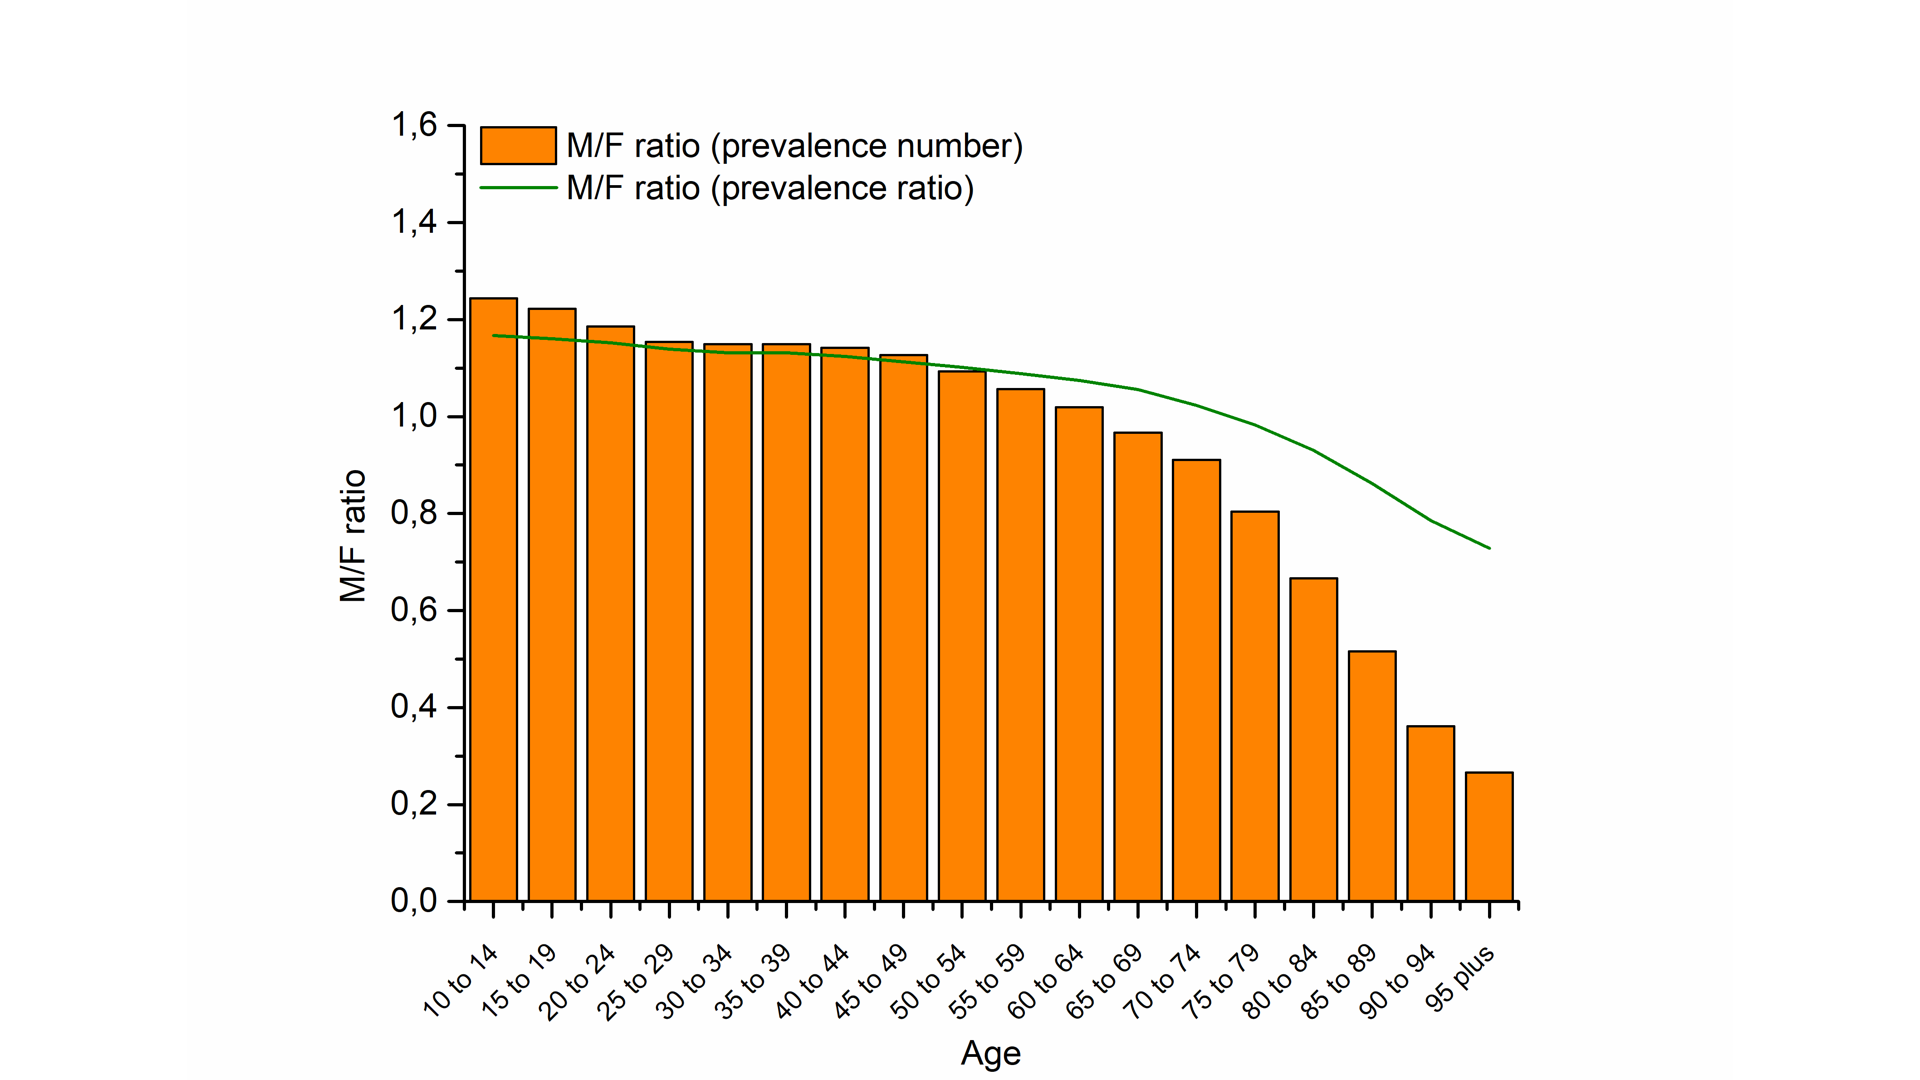 M/F ratio (prevalence number)
M/F ratio (prevalence ratio)
1,6
1,4
1,2
1,0
0,8
0,6
0,4
0,2
0,0
M/F ratio
10 to 14
15 to 19
20 to 24
25 to 29
30 to 34
35 to 39
40 to 44
45 to 49
50 to 54
55 to 59
60 to 64
65 to 69
70 to 74
75 to 79
80 to 84
85 to 89
90 to 94
95 plus
Age